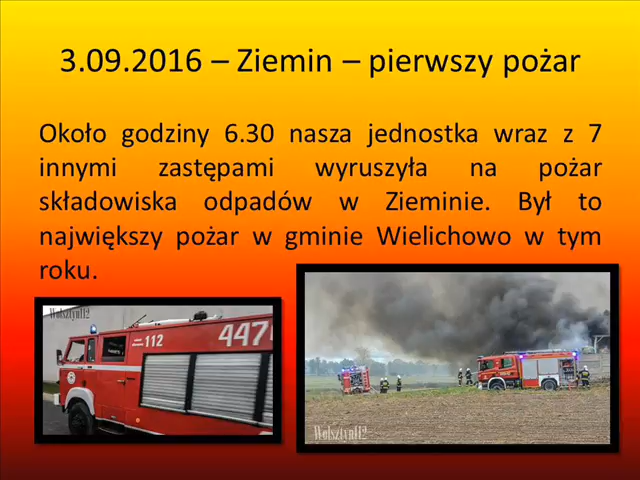 3.09.2016 – Ziemin – pierwszy pożar
Około godziny 6.30 nasza jednostka wraz z 7
innymi zastępami wyruszyła na pożar
składowiska odpadów w Zieminie. Był to
największy pożar w gminie Wielichowo w tym
roku.
Wolsztyn112
112
447
Wolsztyn112